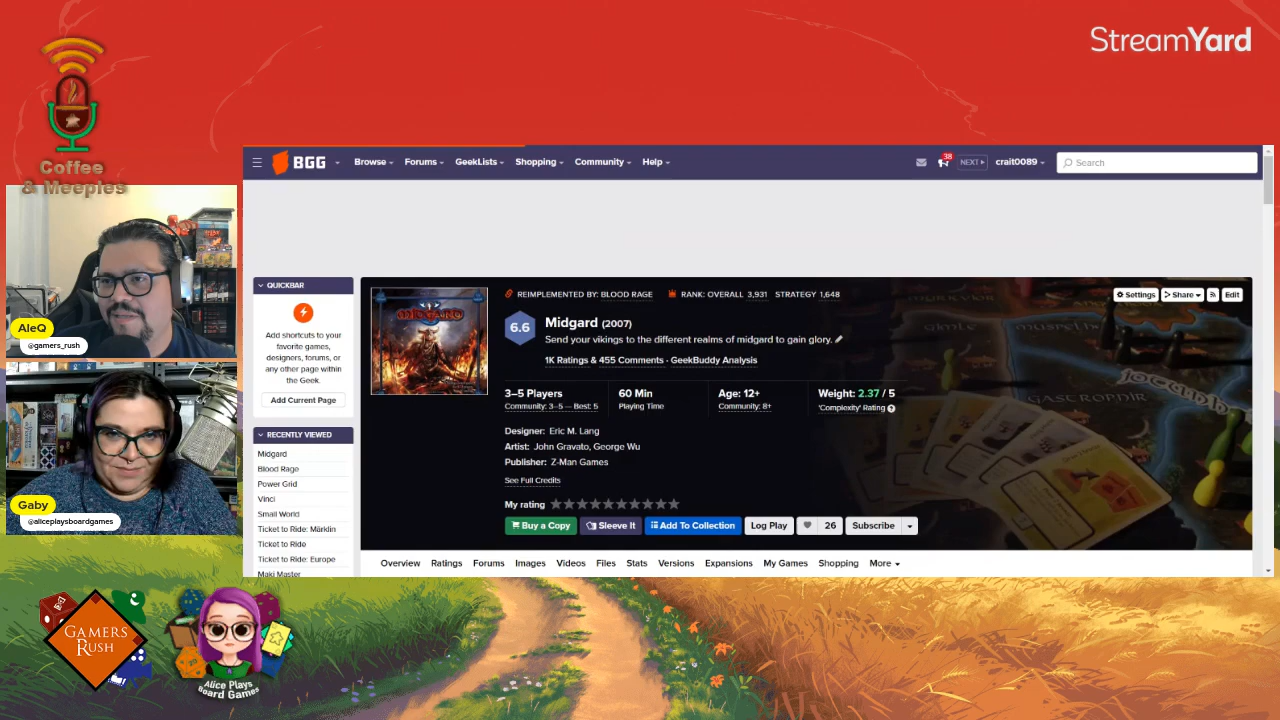 StreamYard
Coffee
& Meeples
BGG
Browse
Forums
GeekLists
Shopping
Community
Help
38
NEXT
crait0089
Search
AleQ
@gamers_rush
Gaby
@aliceplaysboardgames
QUICKBAR
Add shortcuts to your
favorite games,
designers, forums, or
any other page within
the Geek.
Add Current Page
RECENTLY VIEWED
Midgard
Blood Rage
Power Grid
Vinci
Small World
Ticket to Ride: Märklin
Ticket to Ride
Ticket to Ride: Europe
Maki Master
MIDGARD
REIMPLEMENTED BY: BLOOD RAGE
RANK: OVERALL 3,931 STRATEGY 1,648
Settings
Share
Edit
6.6
Midgard (2007)
Send your vikings to the different realms of midgard to gain glory.
1K Ratings & 455 Comments · GeekBuddy Analysis
3–5 Players
Community: 3–5 — Best: 5
60 Min
Playing Time
Age: 12+
Community: 8+
Weight: 2.37 / 5
'Complexity' Rating
Designer: Eric M. Lang
Artist: John Gravato, George Wu
Publisher: Z-Man Games
See Full Credits
My rating
Buy a Copy
Sleeve It
Add To Collection
Log Play
26
Subscribe
GIMLE
MUSPELH
JOTUNH
GASTROPNIR
Overview
Ratings
Forums
Images
Videos
Files
Stats
Versions
Expansions
My Games
Shopping
More
GAMERS
RUSH
Alice Plays
Board Games